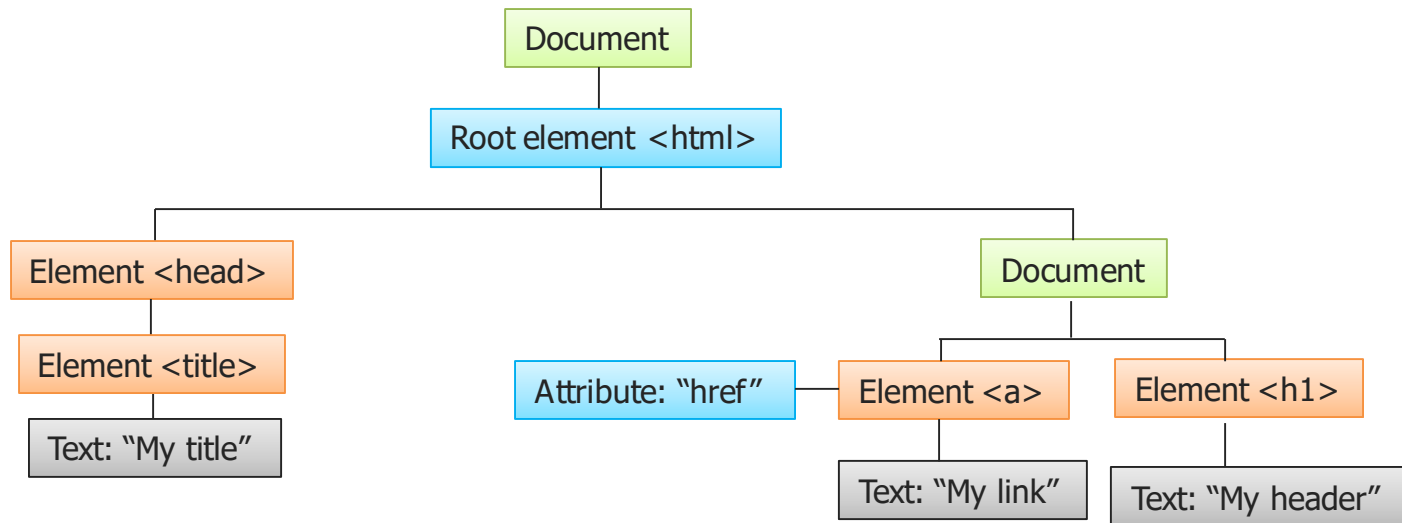 Document
Root element <html>
Element <head>
Document
Element <title>
Attribute: “href”
Element <a>
Element <h1>
Text: “My title”
Text: “My link”
Text: “My header”